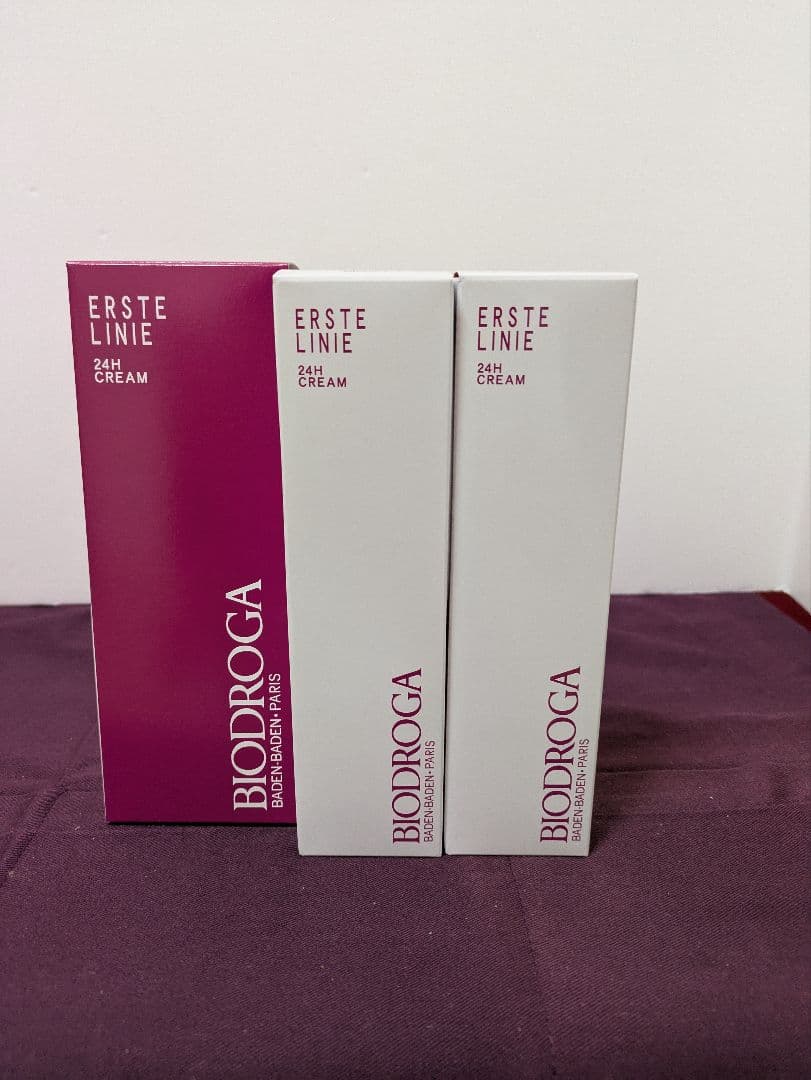 ERSTE
LINIE
24H
CREAM
BIODROGA
BADEN-BADEN • PARIS
ERSTE
LINIE
24H
CREAM
BIODROGA
BADEN-BADEN • PARIS
ERSTE
LINIE
24H
CREAM
BIODROGA
BADEN-BADEN • PARIS